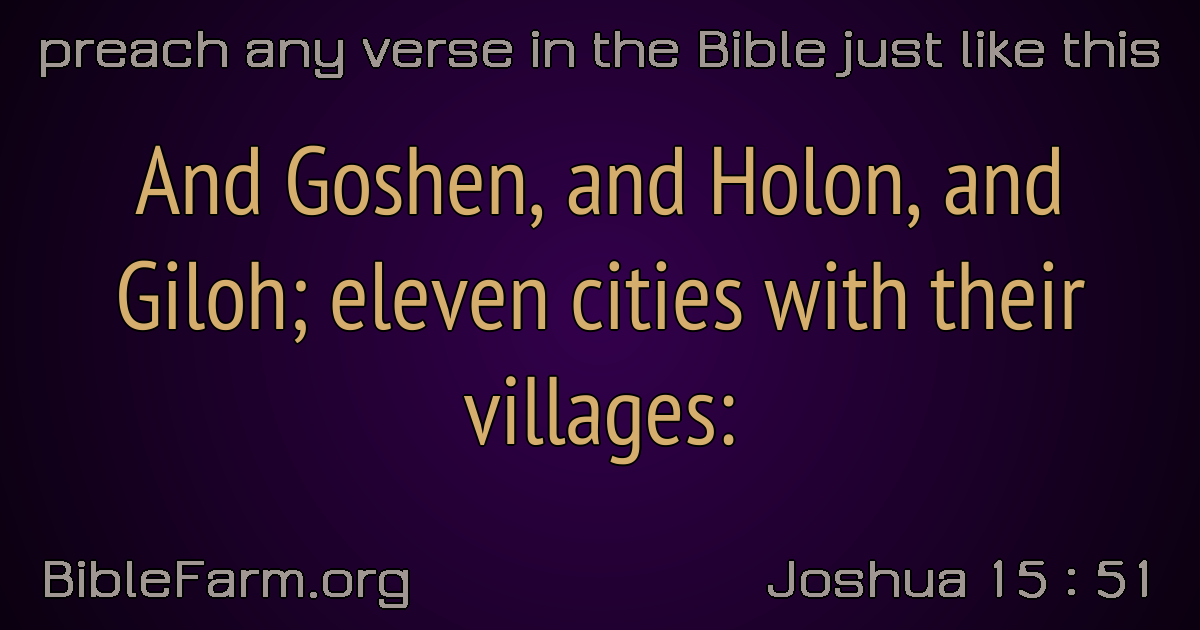 preach any verse in the Bible just like this
And Goshen, and Holon, and
Giloh; eleven cities with their
villages:
BibleFarm.org
Joshua 15 : 51